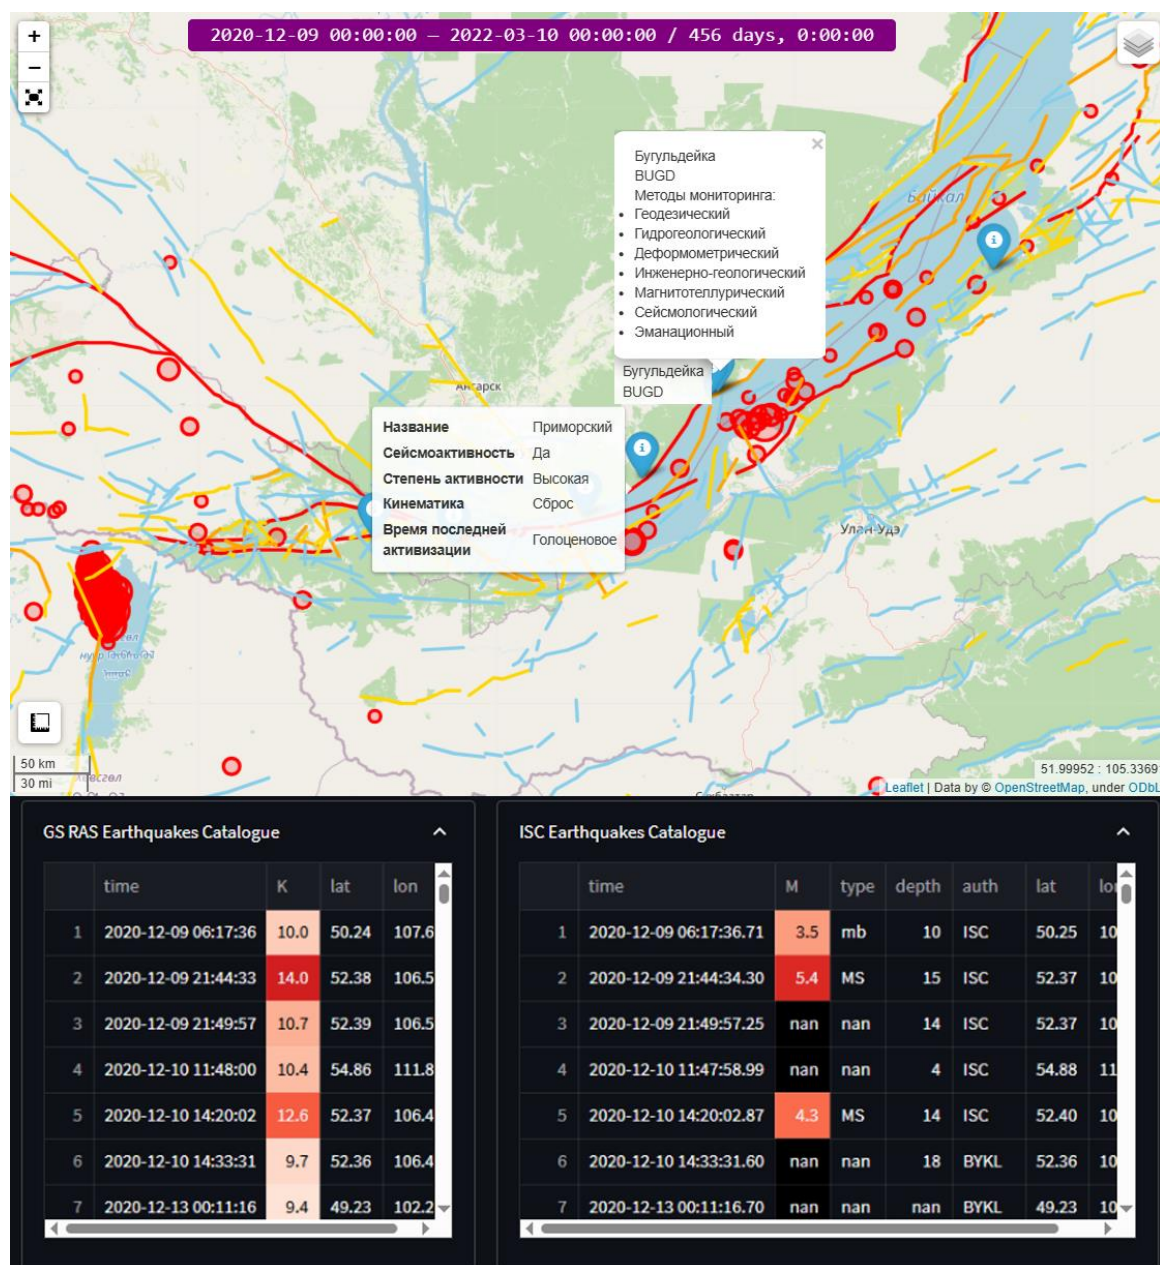 +
−
2020-12-09 00:00:00 — 2022-03-10 00:00:00 / 456 days, 0:00:00
×
Бугульдейка
BUGD
Методы мониторинга:
• Геодезический
• Гидрогеологический
• Деформометрический
• Инженерно-геологический
• Магнитотеллурический
• Сейсмологический
• Эманационный
Байкал
Бугульдейка
BUGD
Ангарск
Название Приморский
Сейсмоактивность Да
Степень активности Высокая
Кинематика Сброс
Время последней активизации Голоценовое
Улан-Удэ
50 km
30 mi
51.99952 : 105.3369
Leaflet | Data by © OpenStreetMap, under ODbL
GS RAS Earthquakes Catalogue
time K lat lon
1 2020-12-09 06:17:36 10.0 50.24 107.6
2 2020-12-09 21:44:33 14.0 52.38 106.5
3 2020-12-09 21:49:57 10.7 52.39 106.5
4 2020-12-10 11:48:00 10.4 54.86 111.8
5 2020-12-10 14:20:02 12.6 52.37 106.4
6 2020-12-10 14:33:31 9.7 52.36 106.4
7 2020-12-13 00:11:16 9.4 49.23 102.2
ISC Earthquakes Catalogue
time M type depth auth lat lo
1 2020-12-09 06:17:36.71 3.5 mb 10 ISC 50.25 10
2 2020-12-09 21:44:34.30 5.4 MS 15 ISC 52.37 10
3 2020-12-09 21:49:57.25 nan nan 14 ISC 52.37 10
4 2020-12-10 11:47:58.99 nan nan 4 ISC 54.88 11
5 2020-12-10 14:20:02.87 4.3 MS 14 ISC 52.40 10
6 2020-12-10 14:33:31.60 nan nan 18 BYKL 52.36 10
7 2020-12-13 00:11:16.70 nan nan nan BYKL 49.23 10